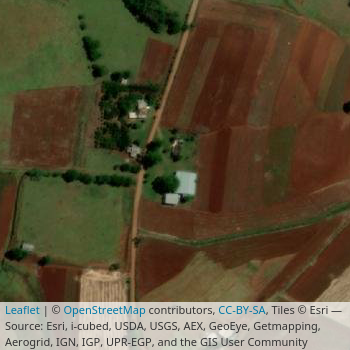 Leaflet | © OpenStreetMap contributors, CC-BY-SA, Tiles © Esri —
Source: Esri, i-cubed, USDA, USGS, AEX, GeoEye, Getmapping,
Aerogrid, IGN, IGP, UPR-EGP, and the GIS User Community